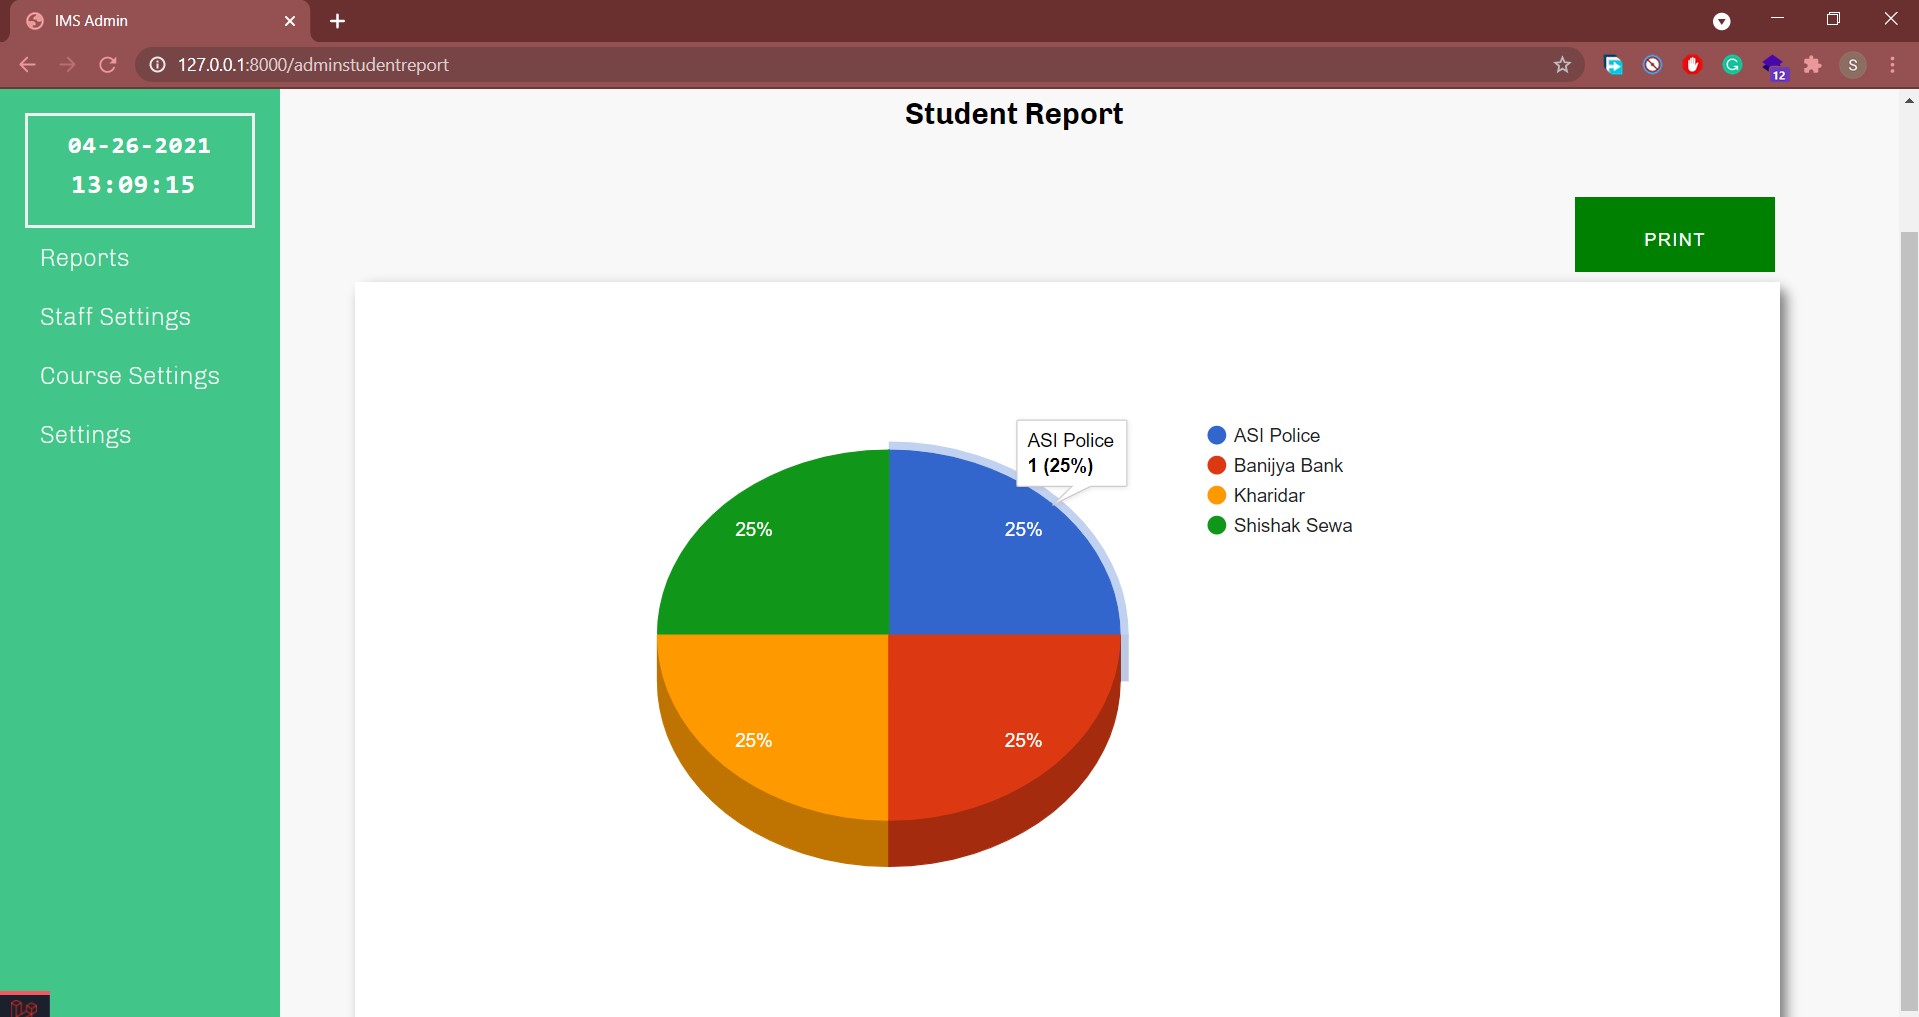 IMS Admin
127.0.0.1:8000/adminstudentreport
12
S
04-26-2021
13:09:15
Reports
Staff Settings
Course Settings
Settings
Student Report
PRINT
ASI Police
1 (25%)
25%
25%
25%
25%
ASI Police
Banijya Bank
Kharidar
Shishak Sewa